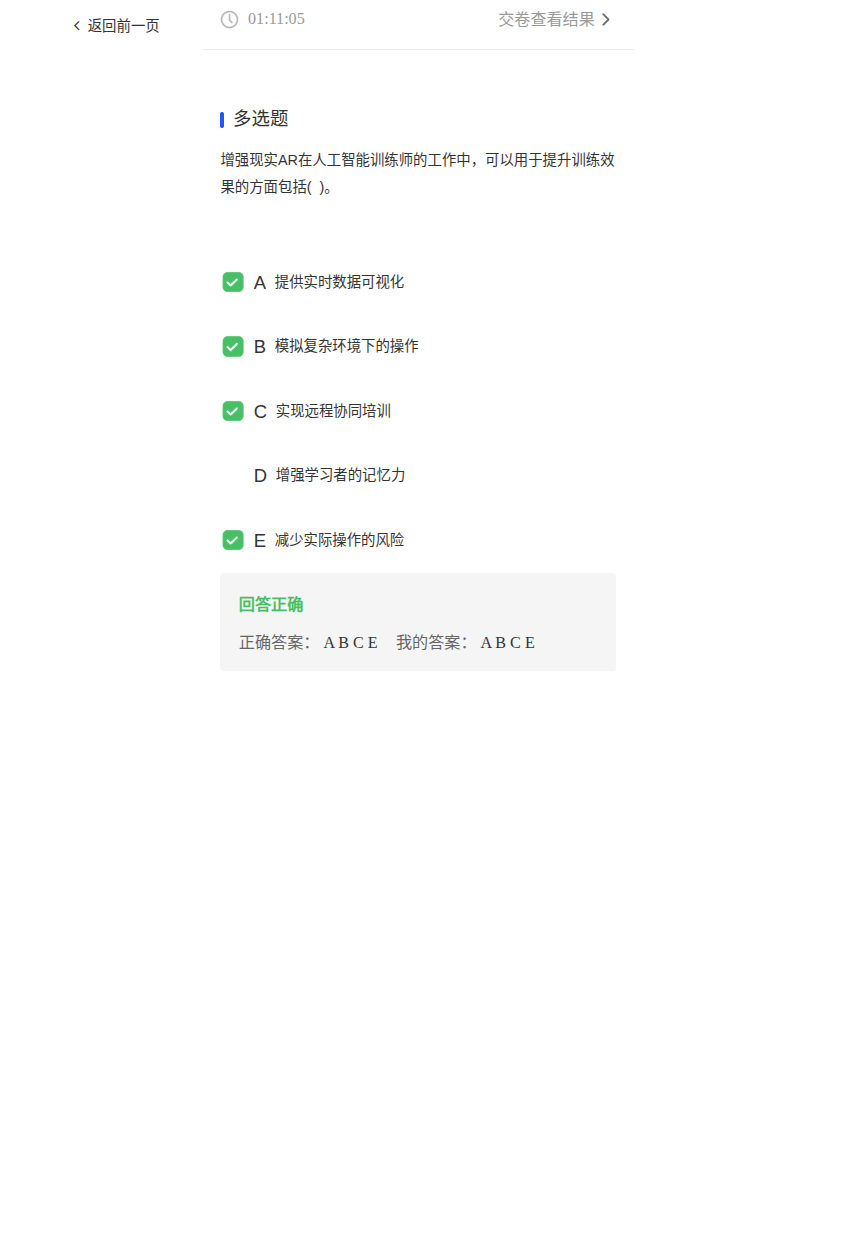 返回前一页
01:11:05 交卷查看结果
多选题
增强现实AR在人工智能训练师的工作中，可以用于提升训练效
果的方面包括( )。
A 提供实时数据可视化
B 模拟复杂环境下的操作
C 实现远程协同培训
D 增强学习者的记忆力
E 减少实际操作的风险
回答正确
正确答案： A B C E 我的答案： A B C E